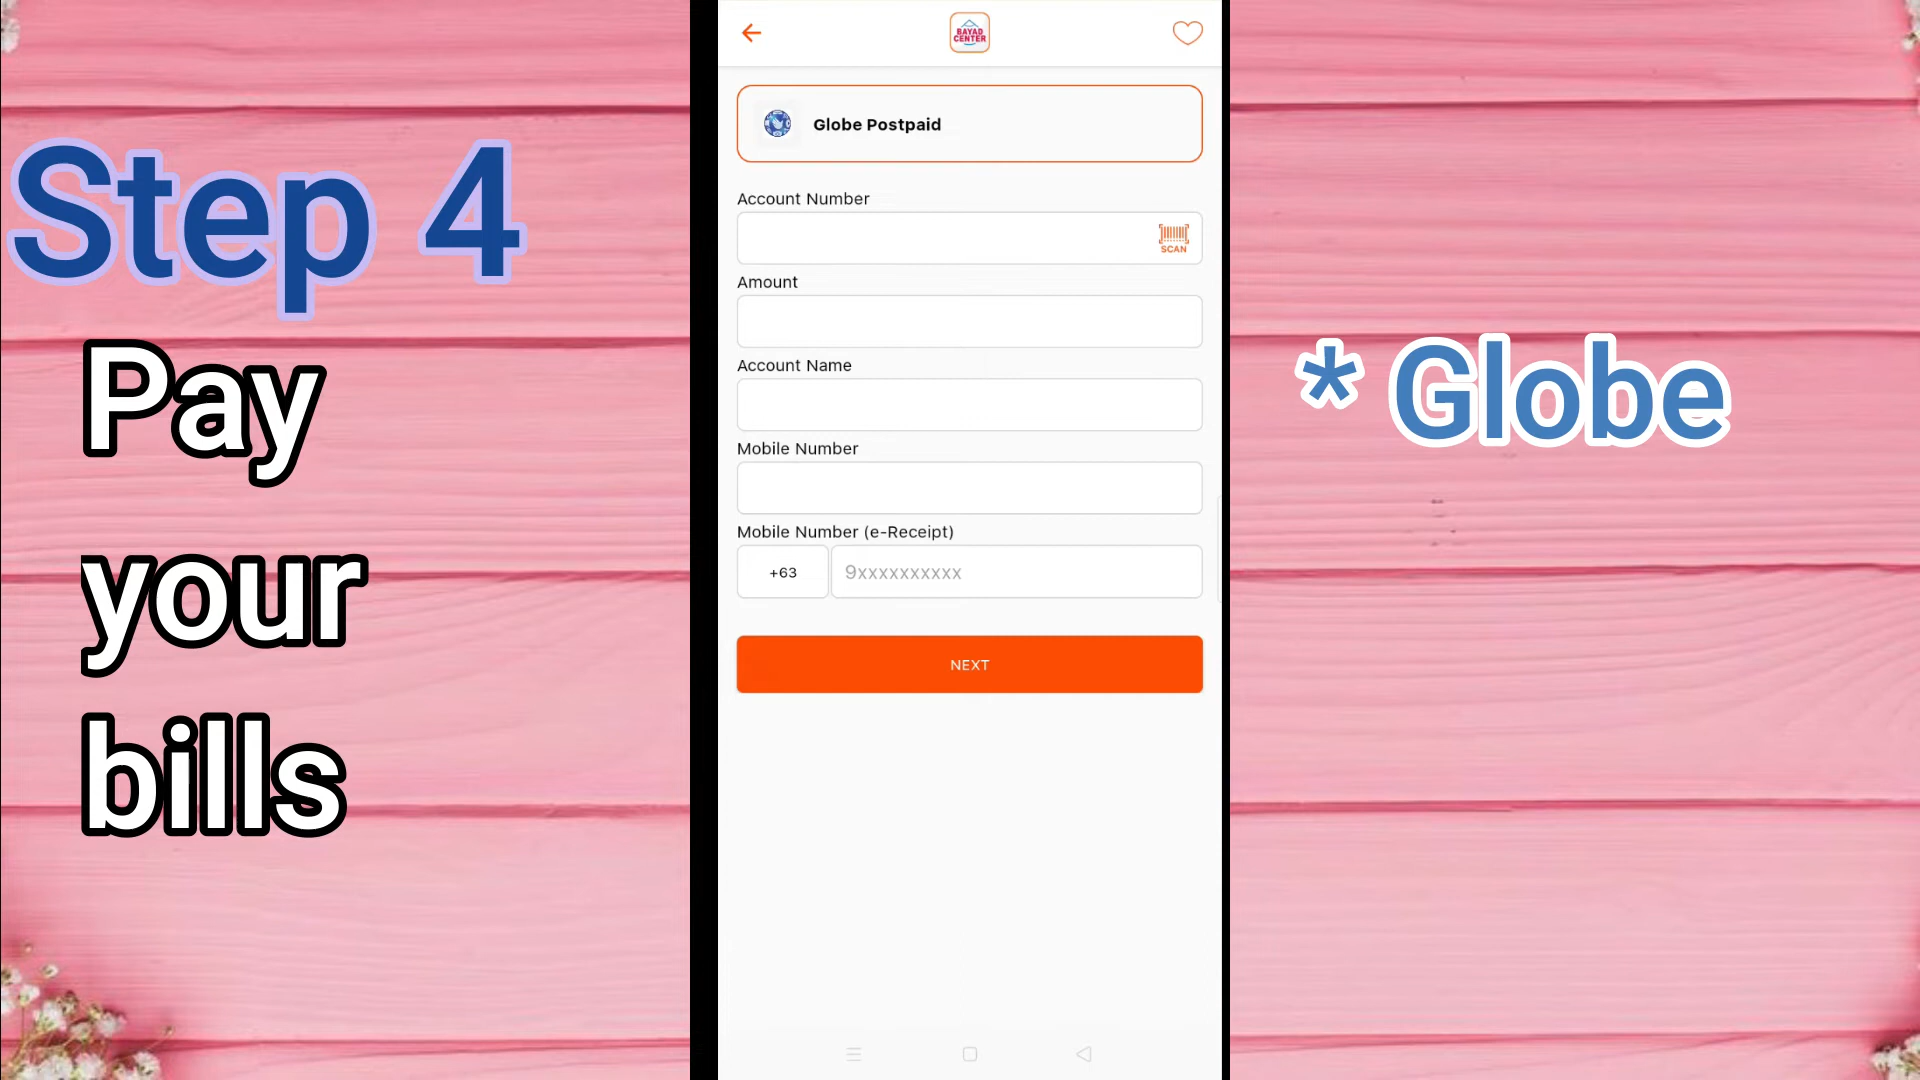 Step 4
Pay
your
bills
BAYAD
CENTER
Globe Postpaid
Account Number
SCAN
Amount
Account Name
Mobile Number
Mobile Number (e-Receipt)
+63 9xxxxxxxxxx
NEXT
* Globe